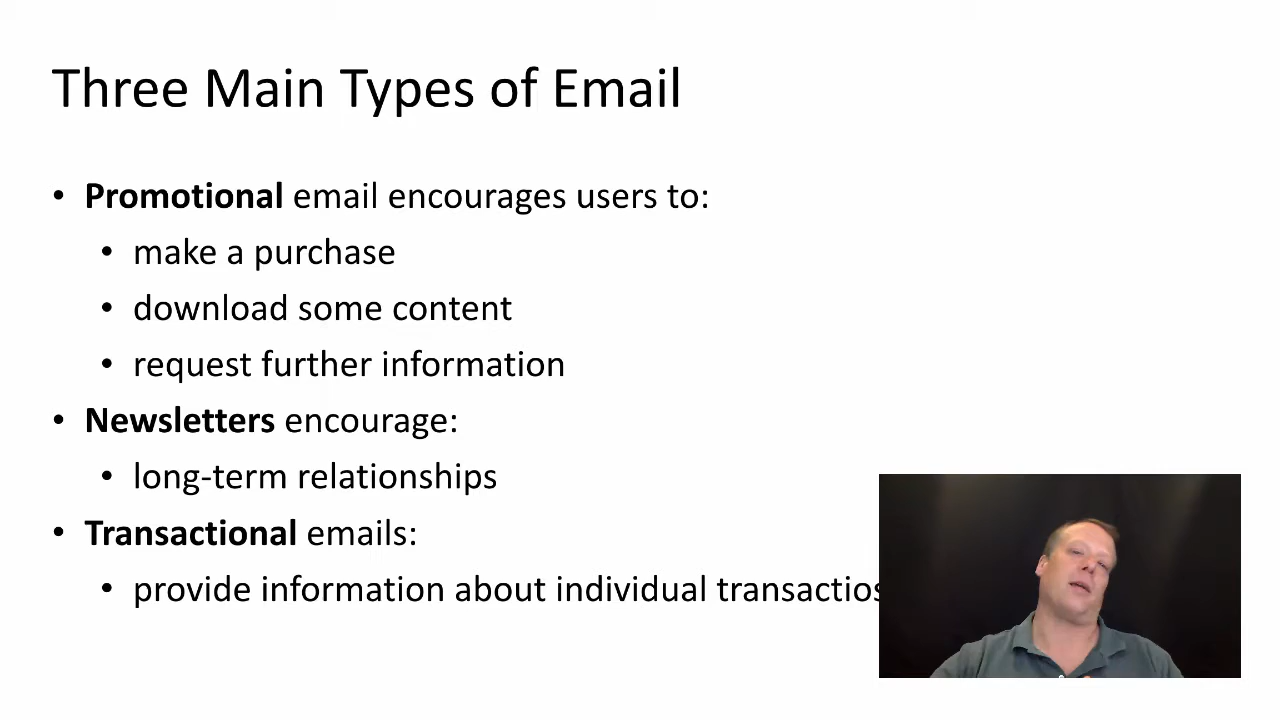 Three Main Types of Email
• Promotional email encourages users to:
• make a purchase
• download some content
• request further information
• Newsletters encourage:
• long-term relationships
• Transactional emails:
• provide information about individual transactios